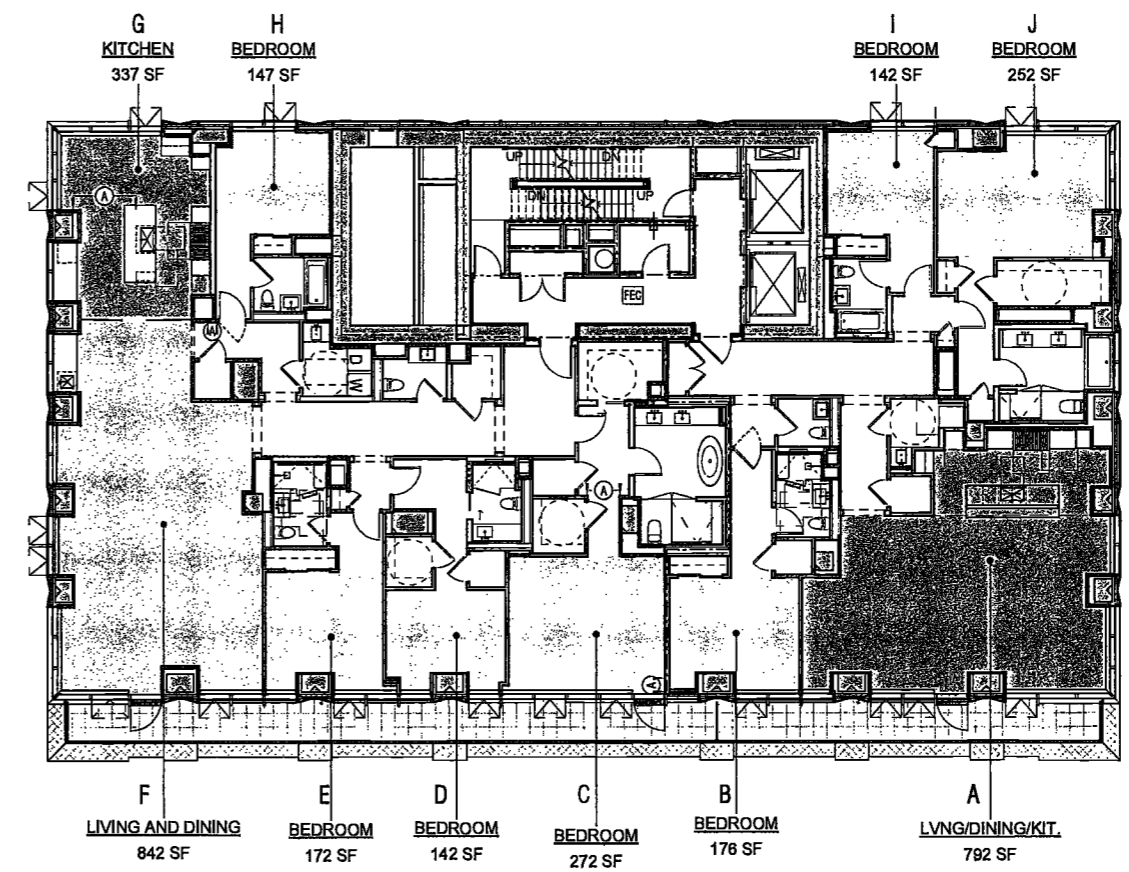 G
KITCHEN
337 SF
H
BEDROOM
147 SF
I
BEDROOM
142 SF
J
BEDROOM
252 SF
UP
DN
DN
UP
A
FEC
W
A
A
F
LIVING AND DINING
842 SF
E
BEDROOM
172 SF
D
BEDROOM
142 SF
C
BEDROOM
272 SF
B
BEDROOM
176 SF
A
LVNG/DINING/KIT.
792 SF